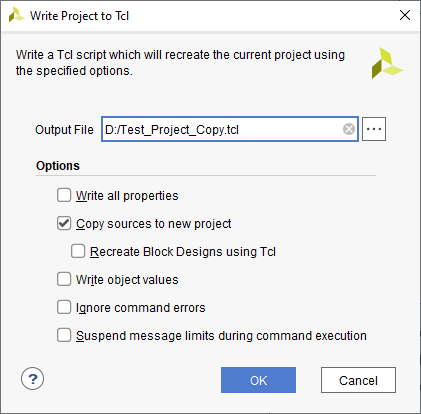 Write Project to Tcl
Write a Tcl script which will recreate the current project using
the specified options.
Output File D:/Test_Project_Copy.tcl ...
Options
Write all properties
Copy sources to new project
Recreate Block Designs using Tcl
Write object values
Ignore command errors
Suspend message limits during command execution
? OK Cancel